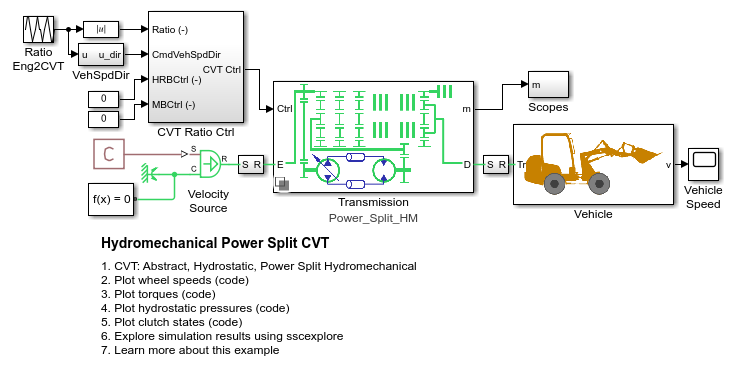 Ratio
Eng2CVT
|u|
u u_dir
VehSpdDir
0
0
Ratio (-)
CmdVehSpdDir
HRBCtrl (-)
MBCtrl (-)
CVT Ctrl
CVT Ratio Ctrl
C
S
C
R
f(x) = 0
Velocity
Source
S R
Ctrl
E
m
D
Transmission
Power_Split_HM
m
Scopes
S R
Tr
v
Vehicle
Vehicle
Speed
Hydromechanical Power Split CVT
1. CVT: Abstract, Hydrostatic, Power Split Hydromechanical
2. Plot wheel speeds (code)
3. Plot torques (code)
4. Plot hydrostatic pressures (code)
5. Plot clutch states (code)
6. Explore simulation results using sscexplore
7. Learn more about this example